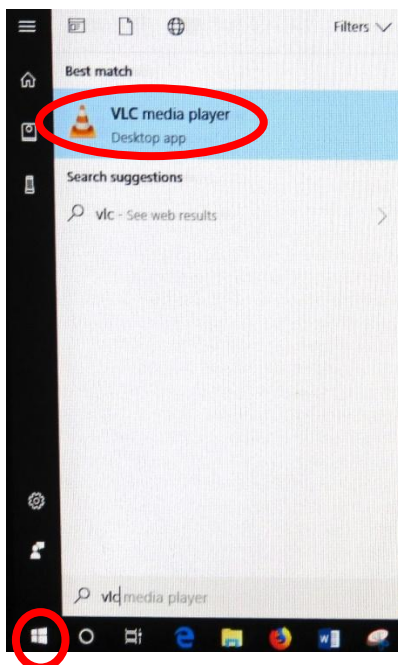 Filters
Best match
VLC media player
Desktop app
Search suggestions
vlc - See web results
vlc media player